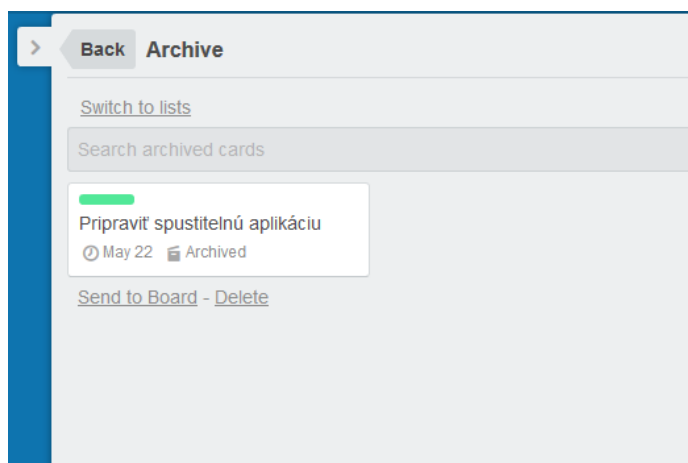 Back Archive
Switch to lists
Search archived cards
Pripraviť spustitelnú aplikáciu
May 22 Archived
Send to Board - Delete